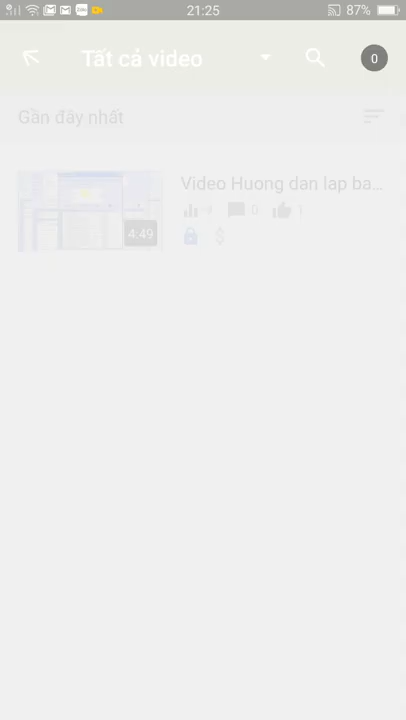 21:25 87%
Tất cả video 0
Gần đây nhất
Video Huong dan lap ba...
0 1
4:49
$